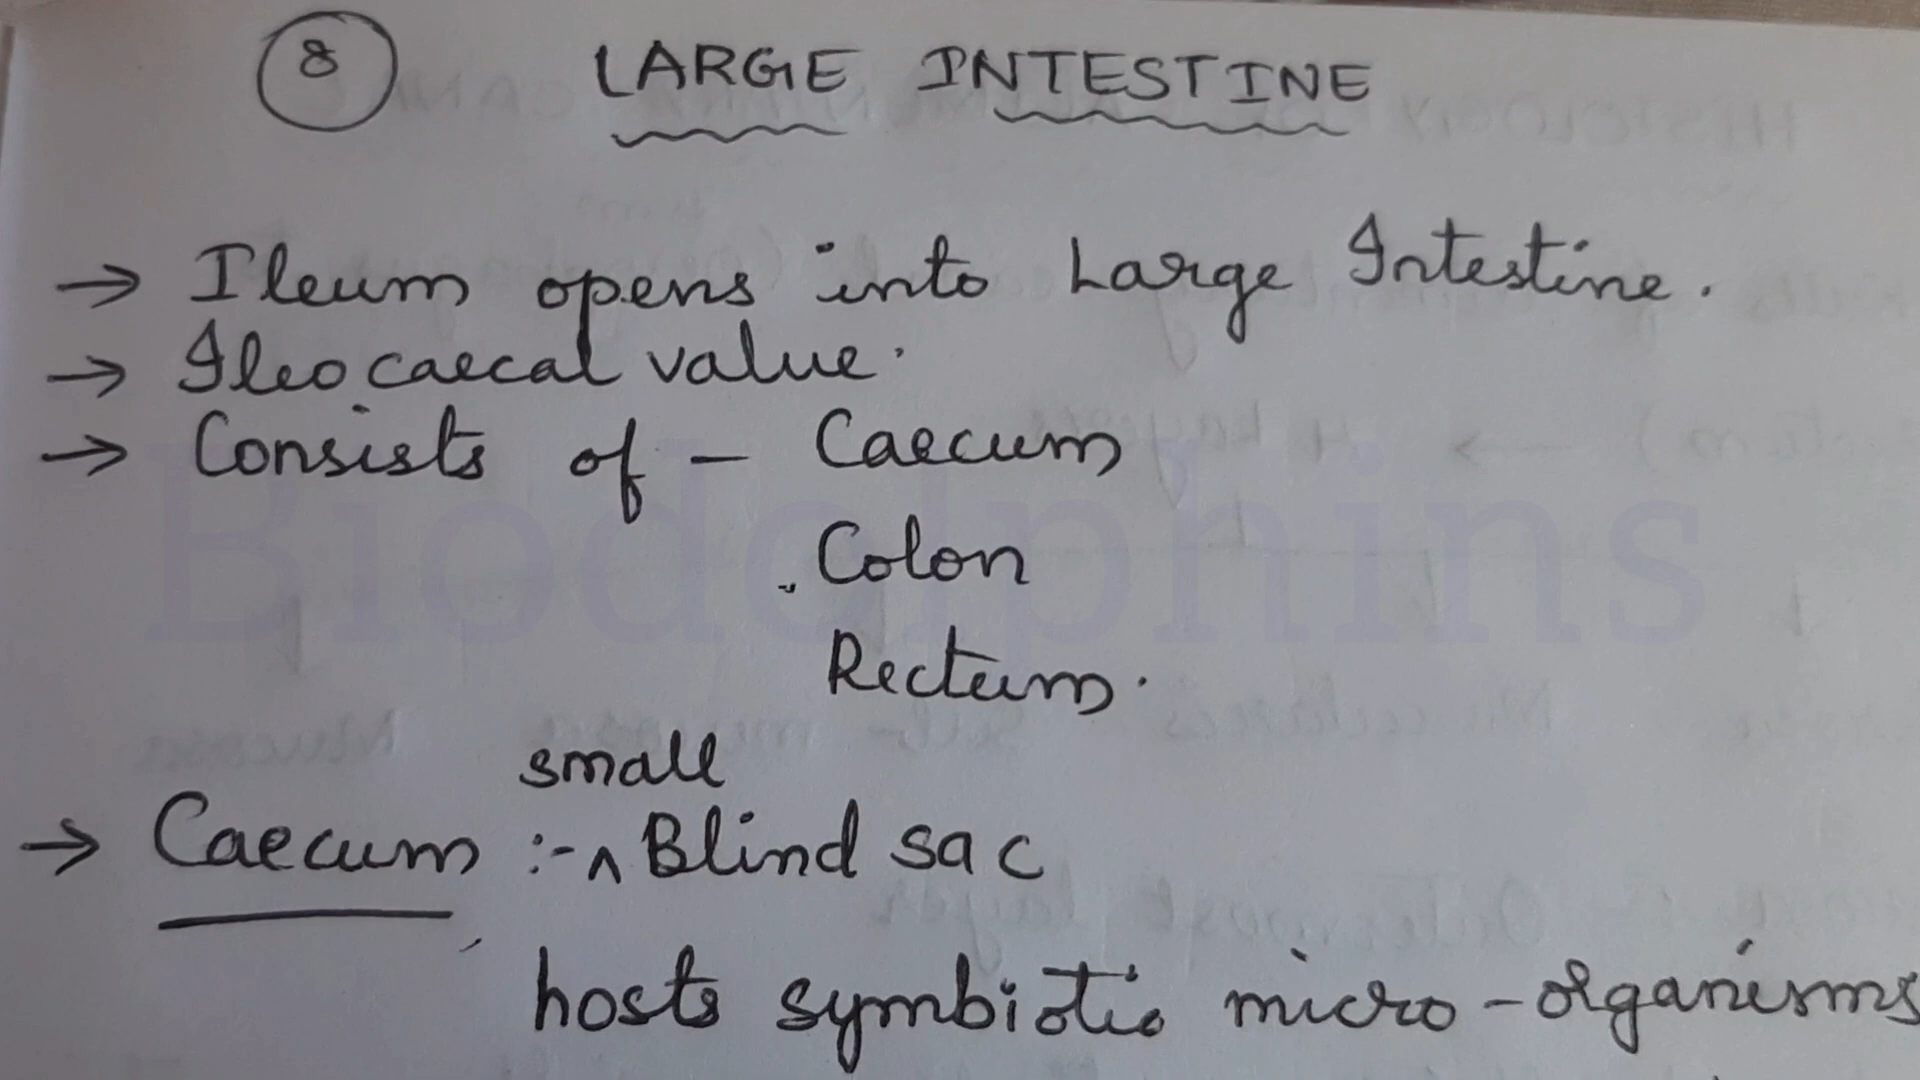 8 LARGE INTESTINE
→ Ileum opens into Large Intestine.
→ Ileocaecal value.
→ Consists of - Caecum
Colon
Rectum.
small
→ Caecum :- ^ Blind sac
hosts symbiotic micro-organisms
Biodolphins